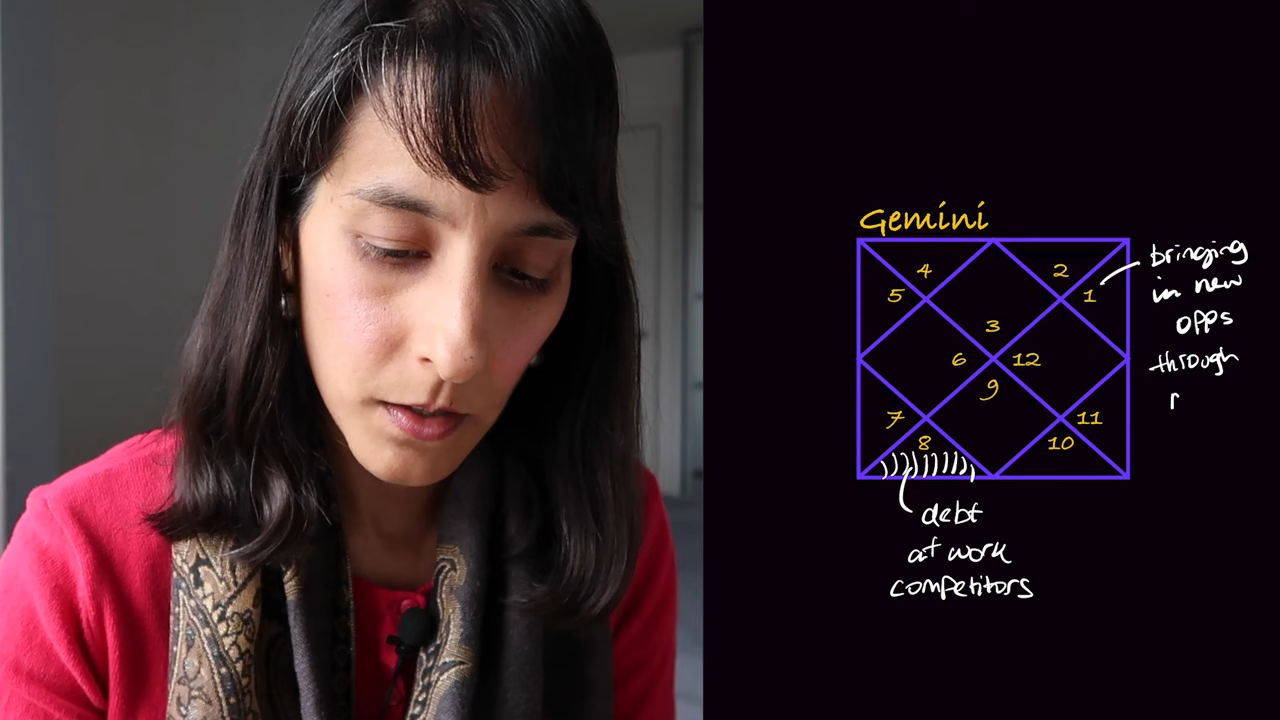 Gemini
4
2
5
1
3
6
12
9
7
11
8
10
bringing
in new
opps
through
r
debt
at work
competitors